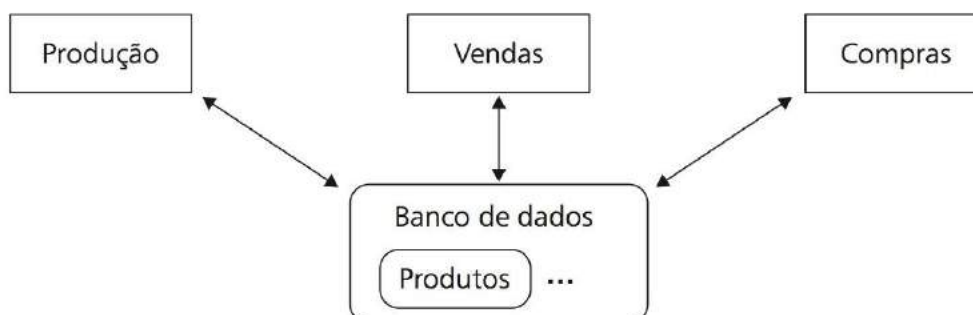 Produção
Vendas
Compras
Banco de dados
Produtos ...